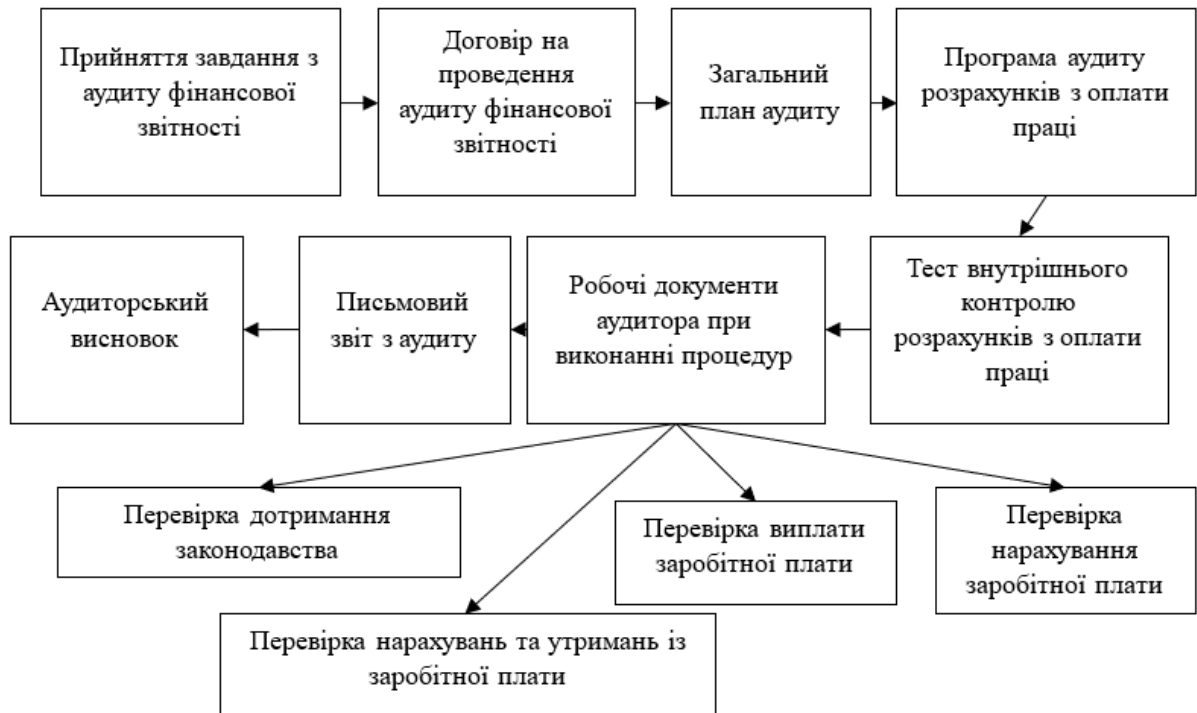 Прийняття завдання з
аудиту фінансової
звітності
Договір на
проведення
аудиту фінансової
звітності
Загальний
план аудиту
Програма аудиту
розрахунків з оплати
праці
Аудиторський
висновок
Письмовий
звіт з аудиту
Робочі документи
аудитора при
виконанні процедур
Тест внутрішнього
контролю
розрахунків з оплати
праці
Перевірка дотримання
законодавства
Перевірка виплати
заробітної плати
Перевірка
нарахування
заробітної плати
Перевірка нарахувань та утримань із
заробітної плати